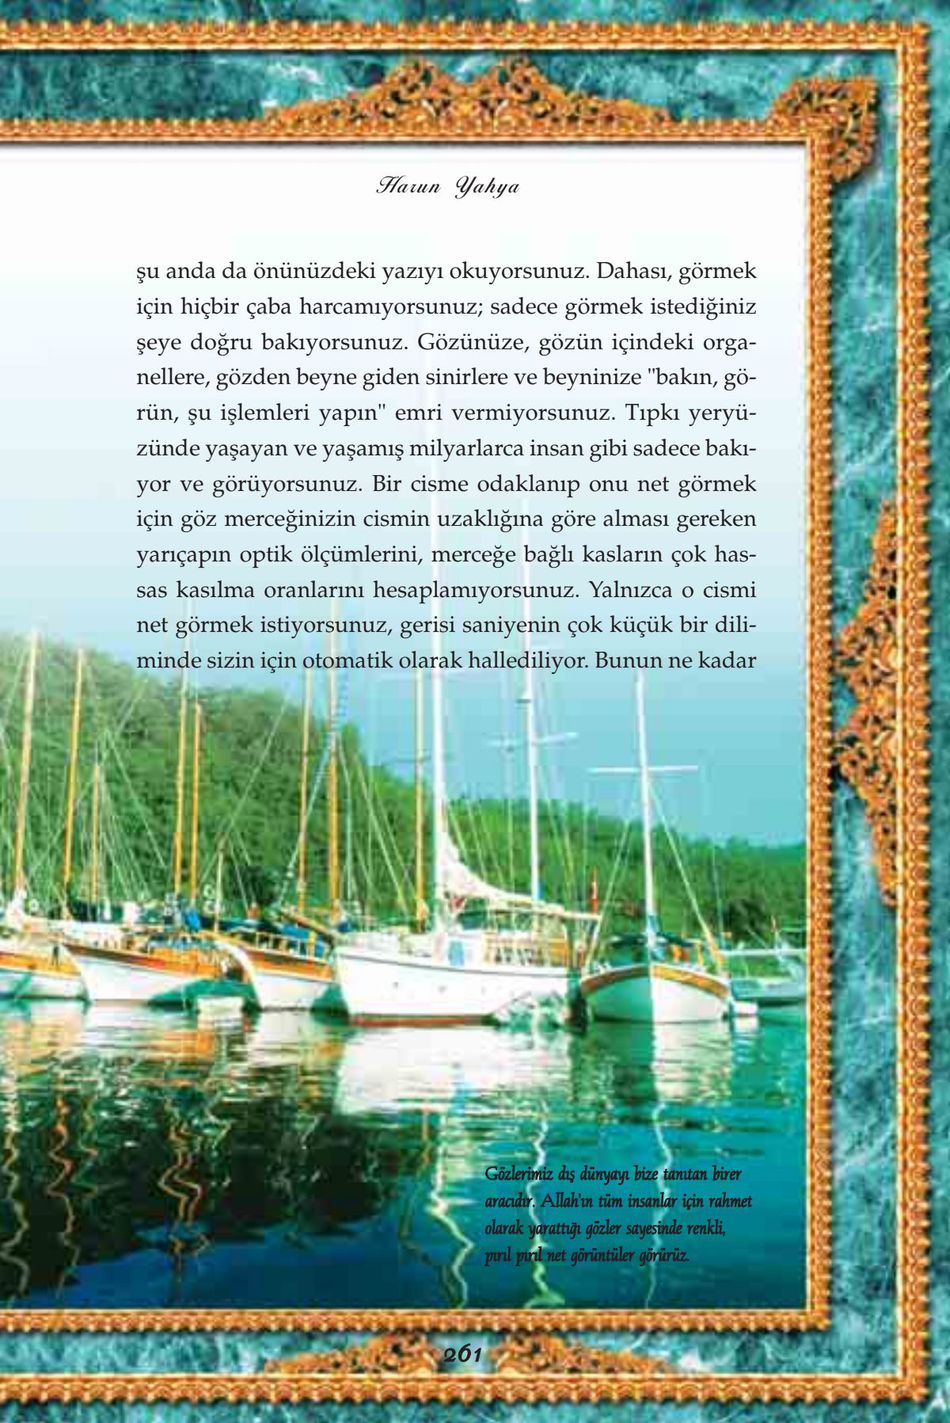 Harun Yahya
şu anda da önünüzdeki yazıyı okuyorsunuz. Dahası, görmek
için hiçbir çaba harcamıyorsunuz; sadece görmek istediğiniz
şeye doğru bakıyorsunuz. Gözünüze, gözün içindeki orga-
nellere, gözden beyne giden sinirlere ve beyninize "bakın, gö-
rün, şu işlemleri yapın" emri vermiyorsunuz. Tıpkı yeryü-
zünde yaşayan ve yaşamış milyarlarca insan gibi sadece bakı-
yor ve görüyorsunuz. Bir cisme odaklanıp onu net görmek
için göz merceğinizin cismin uzaklığına göre alması gereken
yarıçapın optik ölçümlerini, merceğe bağlı kasların çok has-
sas kasılma oranlarını hesaplamıyorsunuz. Yalnızca o cismi
net görmek istiyorsunuz, gerisi saniyenin çok küçük bir dili-
minde sizin için otomatik olarak hallediliyor. Bunun ne kadar
Gözlerimiz dış dünyayı bize tanıtan birer
aracıdır. Allah'ın tüm insanlar için rahmet
olarak yarattığı gözler sayesinde renkli,
pırıl pırıl net görüntüler görürüz.
261